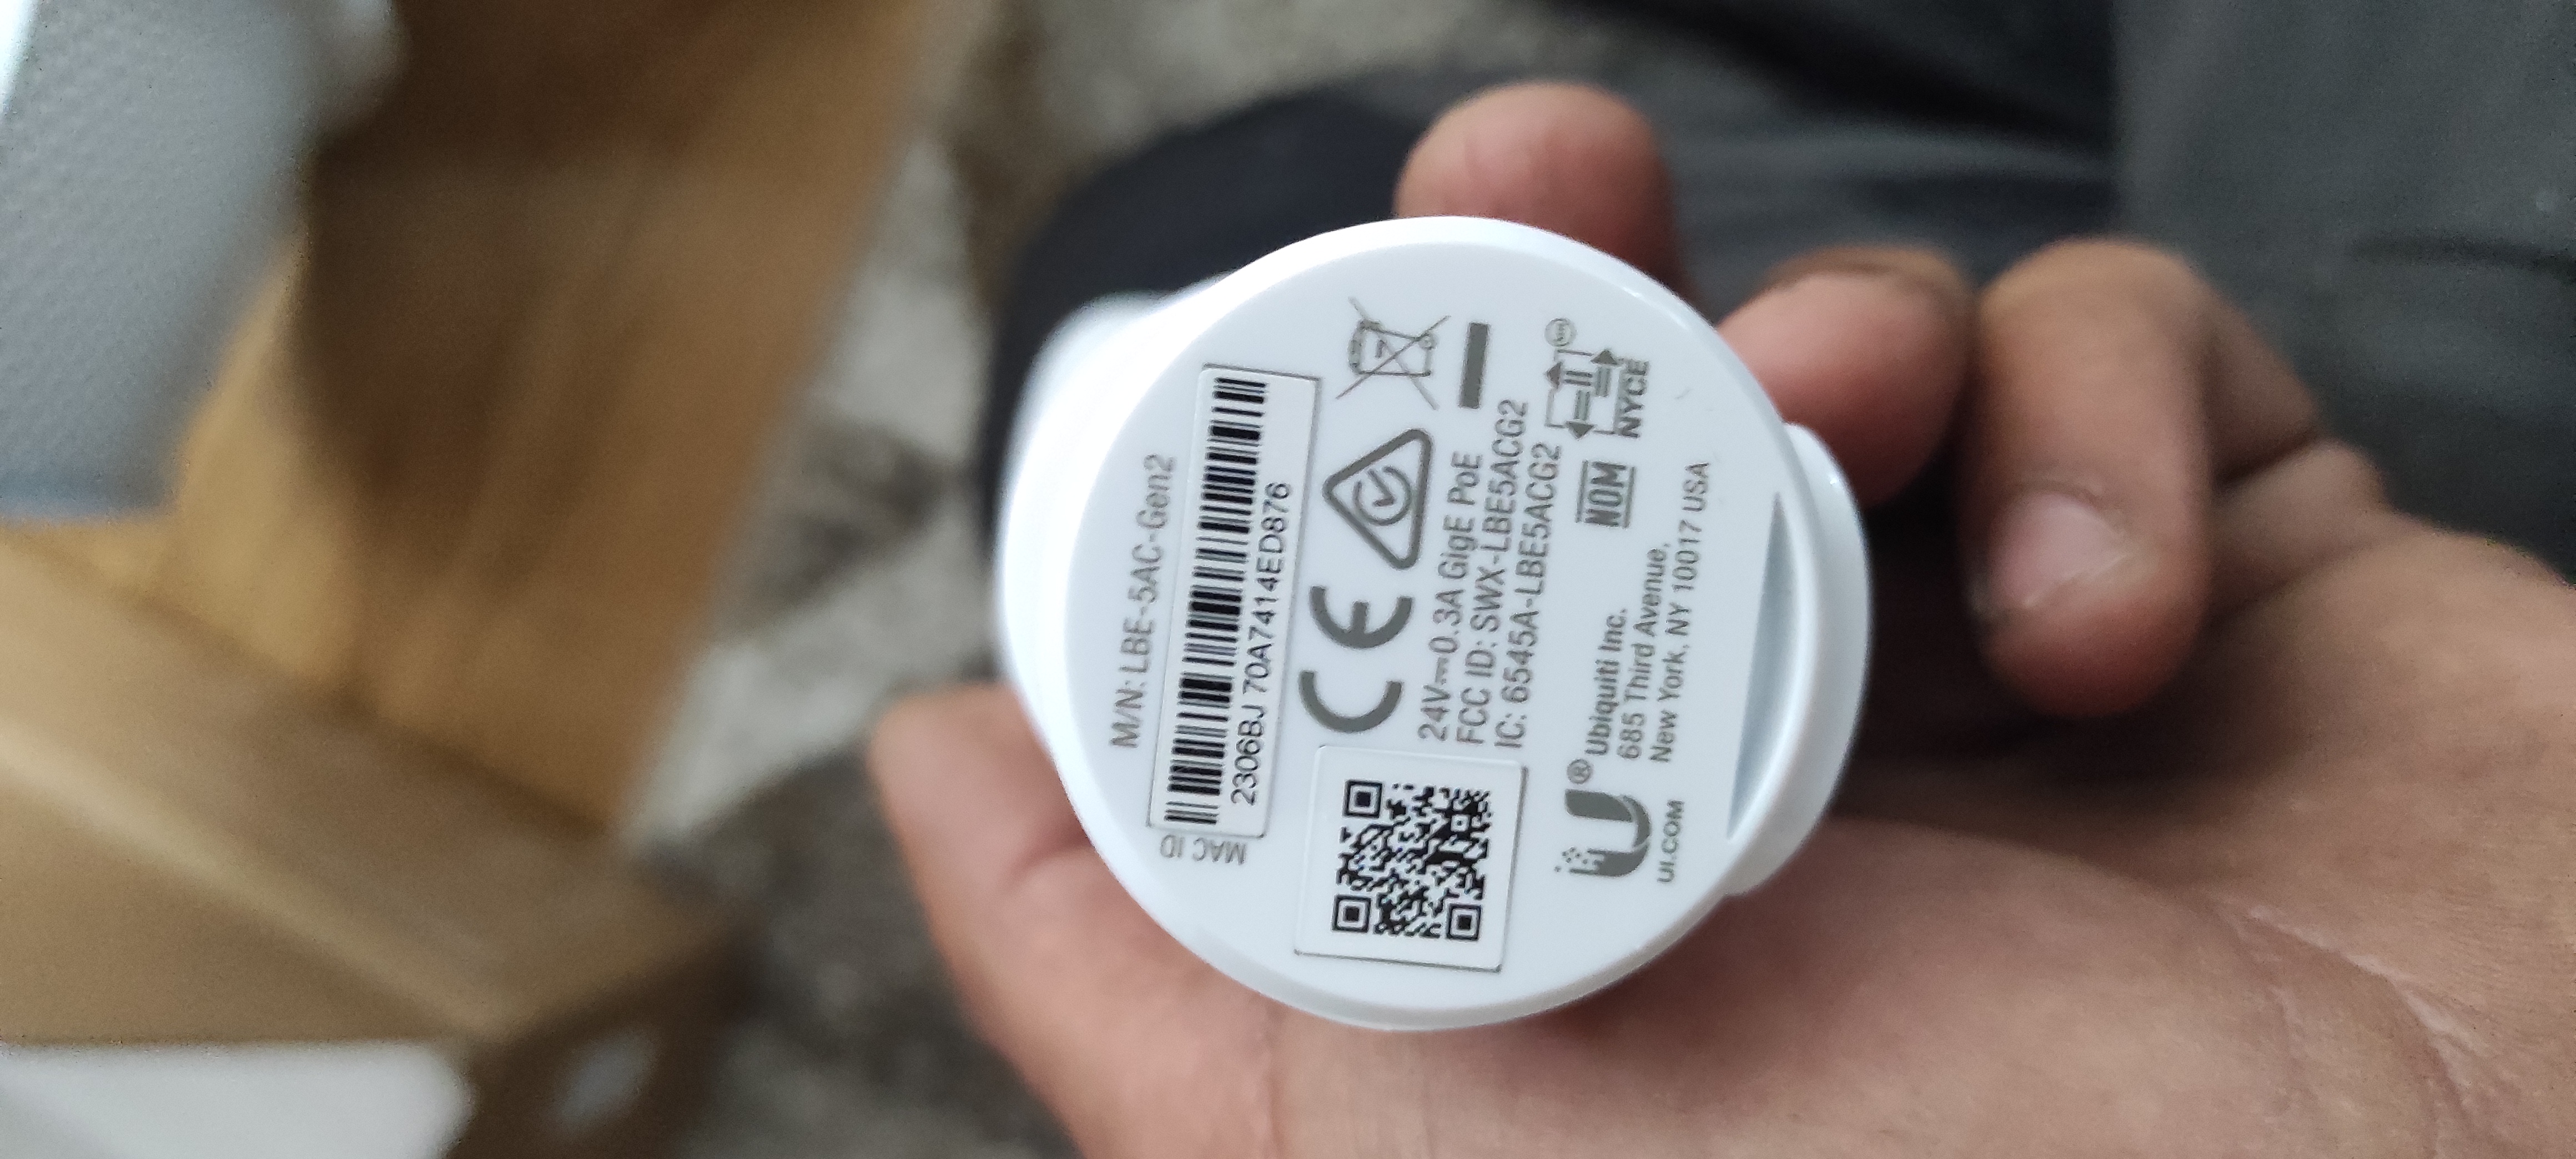 M/N: LBE-5AC-Gen2
MAC ID
2306BJ 70A7414ED876
24V⎓0.3A GigE PoE
FCC ID: SWX-LBE5ACG2
IC: 6545A-LBE5ACG2
NOM
NYCE
®
Ubiquiti Inc.
685 Third Avenue,
New York, NY 10017 USA
UI.COM